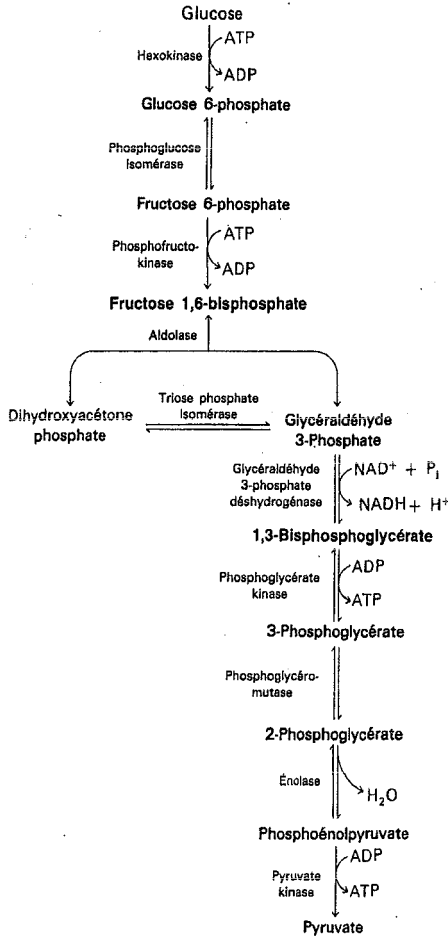 Glucose
ATP
Hexokinase
ADP
Glucose 6-phosphate
Phosphoglucose
Isomérase
Fructose 6-phosphate
ATP
Phosphofructo-
kinase
ADP
Fructose 1,6-bisphosphate
Aldolase
Triose phosphate
Isomérase
Dihydroxyacétone
phosphate
Glycéraldéhyde
3-Phosphate
Glycéraldéhyde
3-phosphate
déshydrogénase
NAD+ + Pi
NADH + H+
1,3-Bisphosphoglycérate
ADP
Phosphoglycérate
kinase
ATP
3-Phosphoglycérate
Phosphoglycéro-
mutase
2-Phosphoglycérate
Énolase
H2O
Phosphoénolpyruvate
ADP
Pyruvate
kinase
ATP
Pyruvate